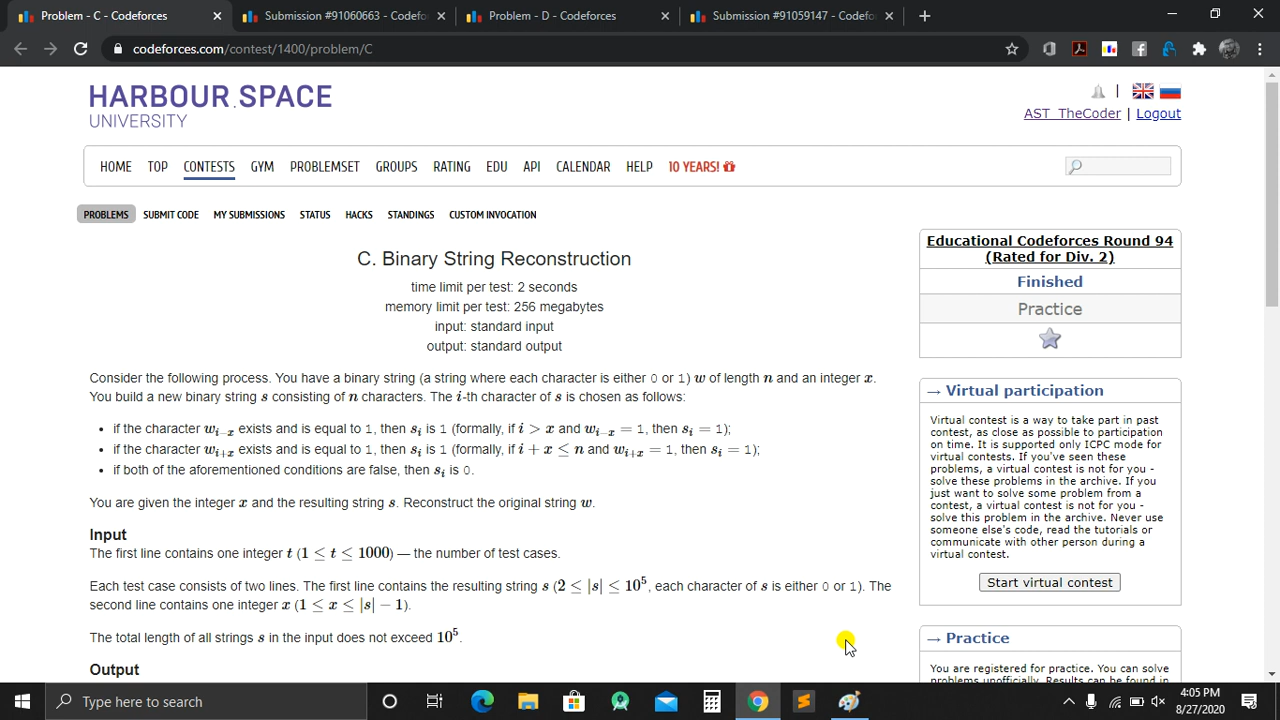 Problem - C - Codeforces
Submission #91060663 - Codefo
Problem - D - Codeforces
Submission #91059147 - Codefo
codeforces.com/contest/1400/problem/C
HARBOUR.SPACE
UNIVERSITY
AST_TheCoder | Logout
HOME TOP CONTESTS GYM PROBLEMSET GROUPS RATING EDU API CALENDAR HELP 10 YEARS!
PROBLEMS SUBMIT CODE MY SUBMISSIONS STATUS HACKS STANDINGS CUSTOM INVOCATION
C. Binary String Reconstruction
time limit per test: 2 seconds
memory limit per test: 256 megabytes
input: standard input
output: standard output
Consider the following process. You have a binary string (a string where each character is either 0 or 1) w of length n and an integer x.
You build a new binary string s consisting of n characters. The i-th character of s is chosen as follows:
• if the character w_{i−x} exists and is equal to 1, then s_i is 1 (formally, if i > x and w_{i−x} = 1, then s_i = 1);
• if the character w_{i+x} exists and is equal to 1, then s_i is 1 (formally, if i + x ≤ n and w_{i+x} = 1, then s_i = 1);
• if both of the aforementioned conditions are false, then s_i is 0.
You are given the integer x and the resulting string s. Reconstruct the original string w.
Input
The first line contains one integer t (1 ≤ t ≤ 1000) — the number of test cases.
Each test case consists of two lines. The first line contains the resulting string s (2 ≤ |s| ≤ 10^5, each character of s is either 0 or 1). The
second line contains one integer x (1 ≤ x ≤ |s| − 1).
The total length of all strings s in the input does not exceed 10^5.
Output
Educational Codeforces Round 94
(Rated for Div. 2)
Finished
Practice
→ Virtual participation
Virtual contest is a way to take part in past
contest, as close as possible to participation
on time. It is supported only ICPC mode for
virtual contests. If you've seen these
problems, a virtual contest is not for you -
solve these problems in the archive. If you
just want to solve some problem from a
contest, a virtual contest is not for you -
solve this problem in the archive. Never use
someone else's code, read the tutorials or
communicate with other person during a
virtual contest.
Start virtual contest
→ Practice
You are registered for practice. You can solve
problems unofficially. Results can be found in
Type here to search
4:05 PM
8/27/2020